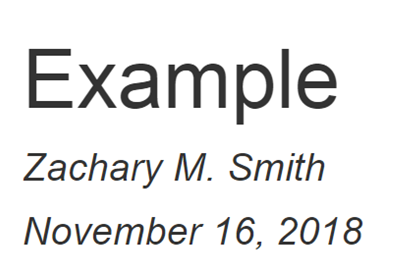 Example
Zachary M. Smith
November 16, 2018